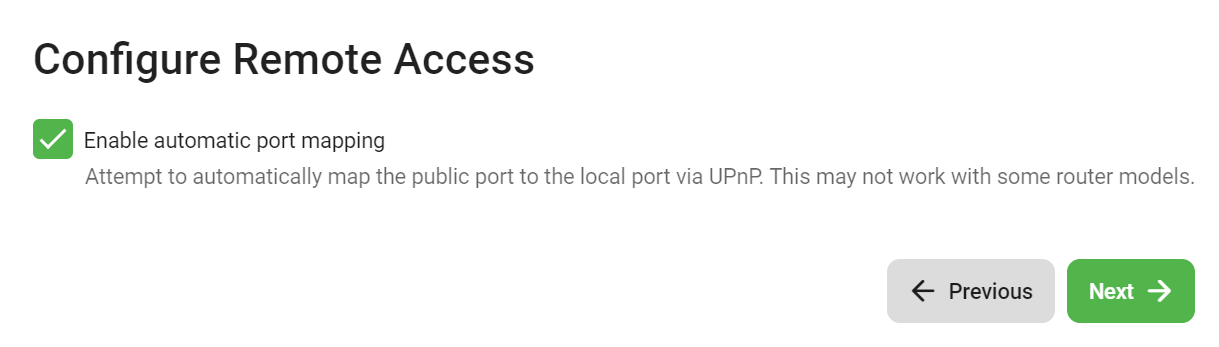 Configure Remote Access
Enable automatic port mapping
Attempt to automatically map the public port to the local port via UPnP. This may not work with some router models.
Previous
Next